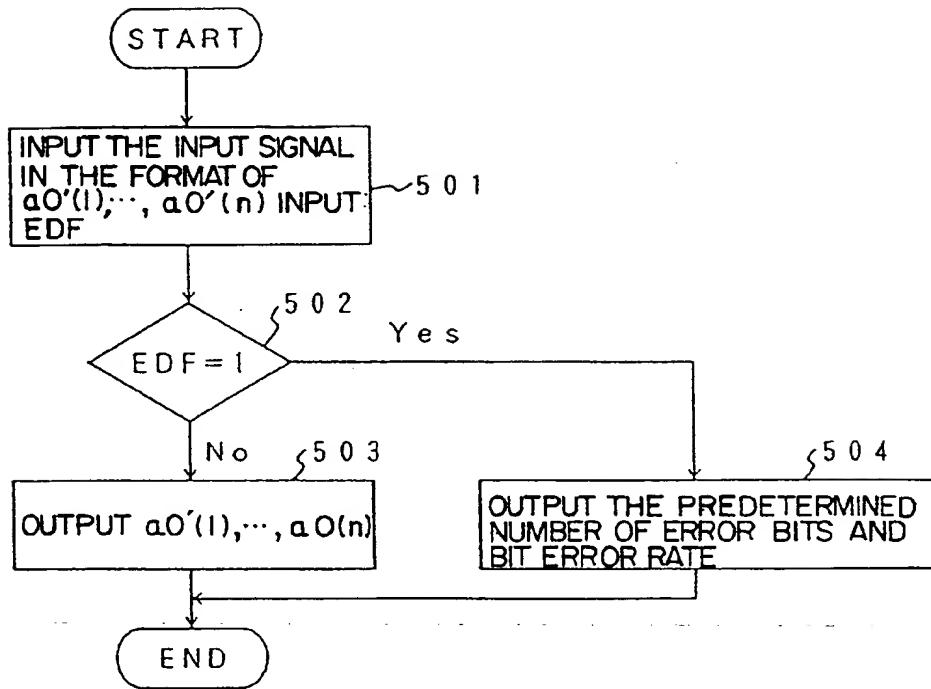 START
INPUT THE INPUT SIGNAL
IN THE FORMAT OF
aO'(1),···, aO'(n) INPUT
EDF
501
502
EDF=1
Yes
No
503
OUTPUT aO'(1),···, aO(n)
504
OUTPUT THE PREDETERMINED
NUMBER OF ERROR BITS AND
BIT ERROR RATE
END